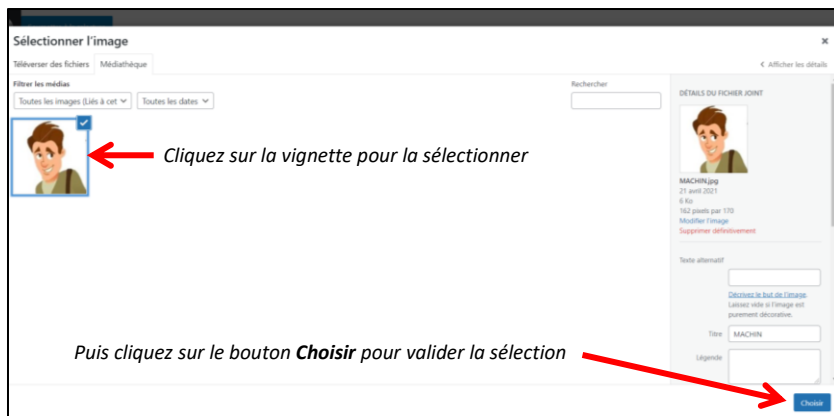 Sélectionner l'image
×
Téléverser des fichiers Médiathèque
< Afficher les détails
Filtrer les médias
Rechercher
Toutes les images (Liés à cet
Toutes les dates
DÉTAILS DU FICHIER JOINT
Cliquez sur la vignette pour la sélectionner
MACHIN.jpg
21 avril 2021
6 Ko
162 pixels par 170
Modifier l'image
Supprimer définitivement
Texte alternatif
Décrivez le but de l'image.
Laissez vide si l'image est
purement décorative.
Titre MACHIN
Puis cliquez sur le bouton Choisir pour valider la sélection
Légende
Choisir